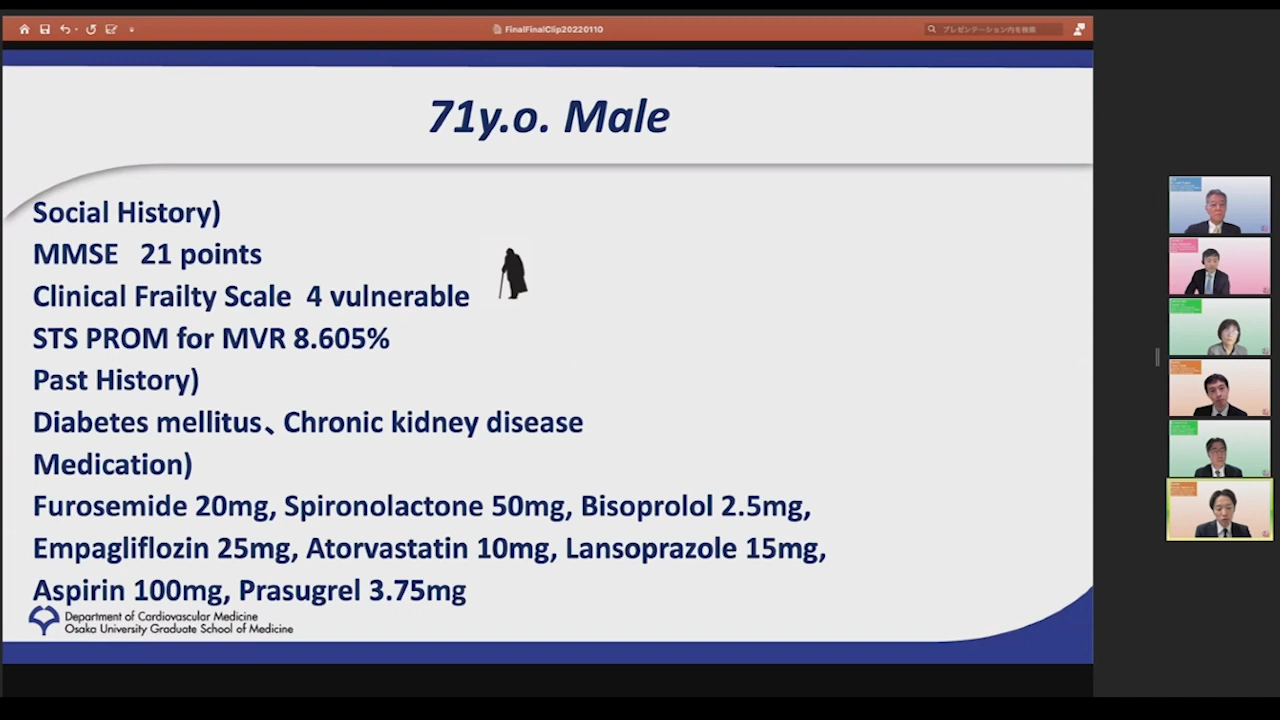 FinalFinalClip20220110
プレゼンテーション内を検索
71y.o. Male
Social History)
MMSE 21 points
Clinical Frailty Scale 4 vulnerable
STS PROM for MVR 8.605%
Past History)
Diabetes mellitus、Chronic kidney disease
Medication)
Furosemide 20mg, Spironolactone 50mg, Bisoprolol 2.5mg,
Empagliflozin 25mg, Atorvastatin 10mg, Lansoprazole 15mg,
Aspirin 100mg, Prasugrel 3.75mg
Department of Cardiovascular Medicine
Osaka University Graduate School of Medicine